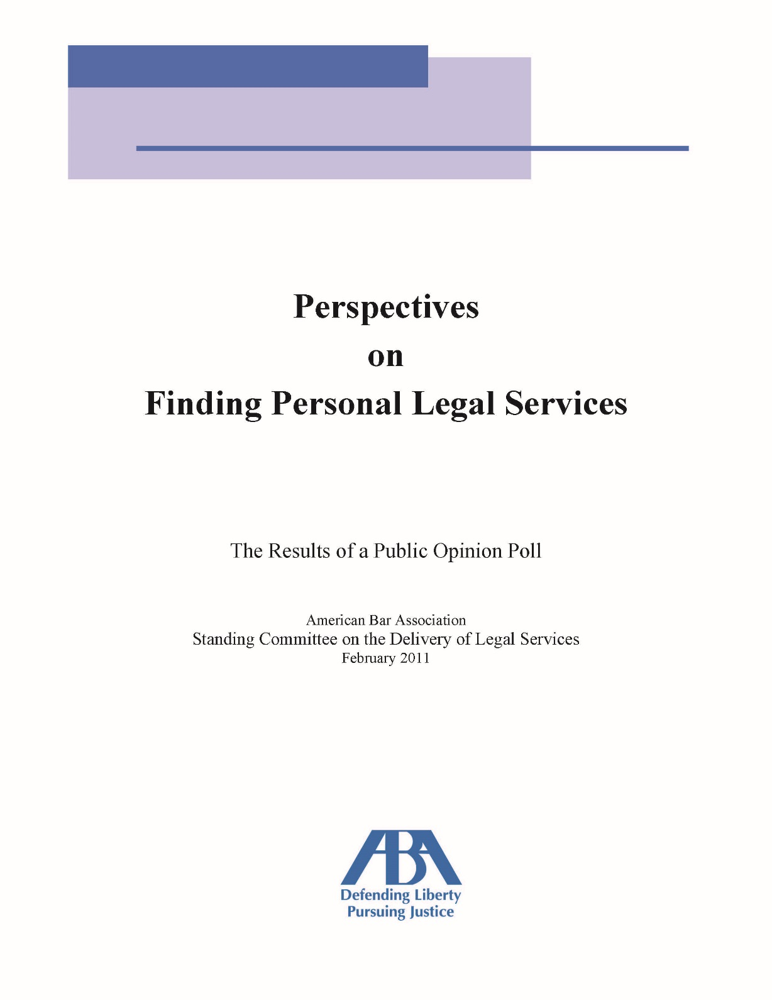 Perspectives
on
Finding Personal Legal Services
The Results of a Public Opinion Poll
American Bar Association
Standing Committee on the Delivery of Legal Services
February 2011
ABA
Defending Liberty
Pursuing Justice